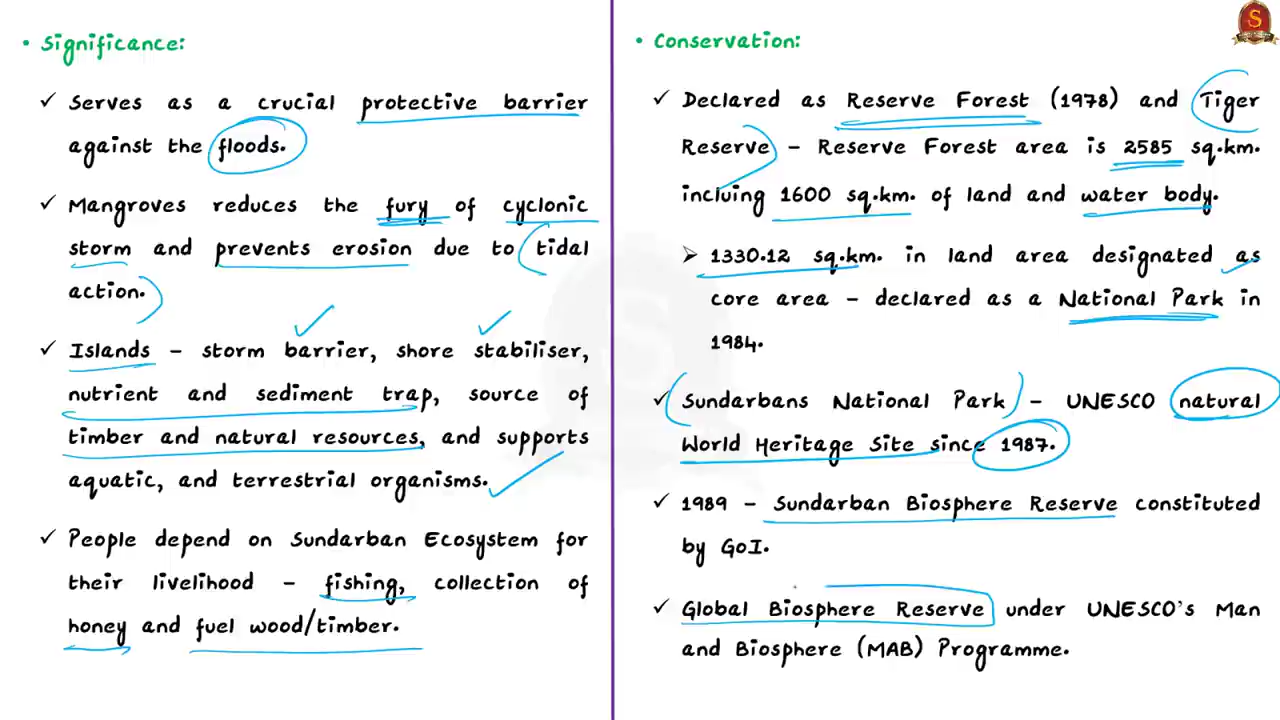 • Significance:
✓ Serves as a crucial protective barrier
against the floods.
✓ Mangroves reduces the fury of cyclonic
storm and prevents erosion due to tidal
action.
✓ Islands – storm barrier, shore stabiliser,
nutrient and sediment trap, source of
timber and natural resources, and supports
aquatic, and terrestrial organisms.
✓ People depend on Sundarban Ecosystem for
their livelihood – fishing, collection of
honey and fuel wood/timber.
• Conservation:
✓ Declared as Reserve Forest (1978) and Tiger
Reserve – Reserve Forest area is 2585 sq.km.
incluing 1600 sq.km. of land and water body.
➢ 1330.12 sq.km. in land area designated as
core area – declared as a National Park in
1984.
✓ Sundarbans National Park – UNESCO natural
World Heritage Site since 1987.
✓ 1989 – Sundarban Biosphere Reserve constituted
by GoI.
✓ Global Biosphere Reserve under UNESCO's Man
and Biosphere (MAB) Programme.
S